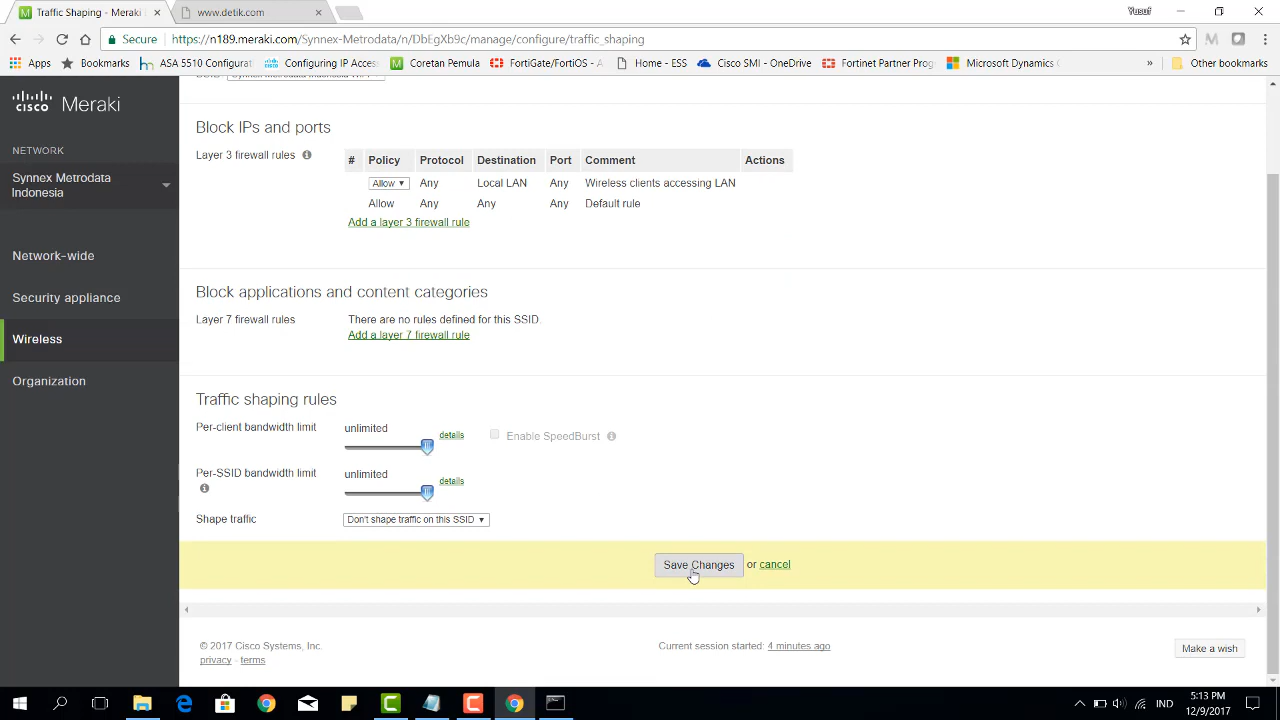 Traffic Shaping - Meraki
www.detik.com
Yusuf
Secure
https://n189.meraki.com/Synnex-Metrodata/n/DbEgXb9c/manage/configure/traffic_shaping
Apps
Bookmarks
ASA 5510 Configurat
Configuring IP Access
Coretan Femula
FortiGate/FortiOS - A
Home - ESS
Cisco SMI - OneDrive
Fortinet Partner Prog
Microsoft Dynamics
»
Other bookmarks
cisco Meraki
NETWORK
Synnex Metrodata
Indonesia
Network-wide
Security appliance
Wireless
Organization
Block IPs and ports
Layer 3 firewall rules
# Policy Protocol Destination Port Comment Actions
Allow Any Local LAN Any Wireless clients accessing LAN
Allow Any Any Any Default rule
Add a layer 3 firewall rule
Block applications and content categories
Layer 7 firewall rules
There are no rules defined for this SSID
Add a layer 7 firewall rule
Traffic shaping rules
Per-client bandwidth limit
unlimited
details
Enable SpeedBurst
Per-SSID bandwidth limit
unlimited
details
Shape traffic
Don't shape traffic on this SSID
Save Changes or cancel
© 2017 Cisco Systems, Inc.
privacy - terms
Current session started: 4 minutes ago
Make a wish
IND
5:13 PM
12/9/2017